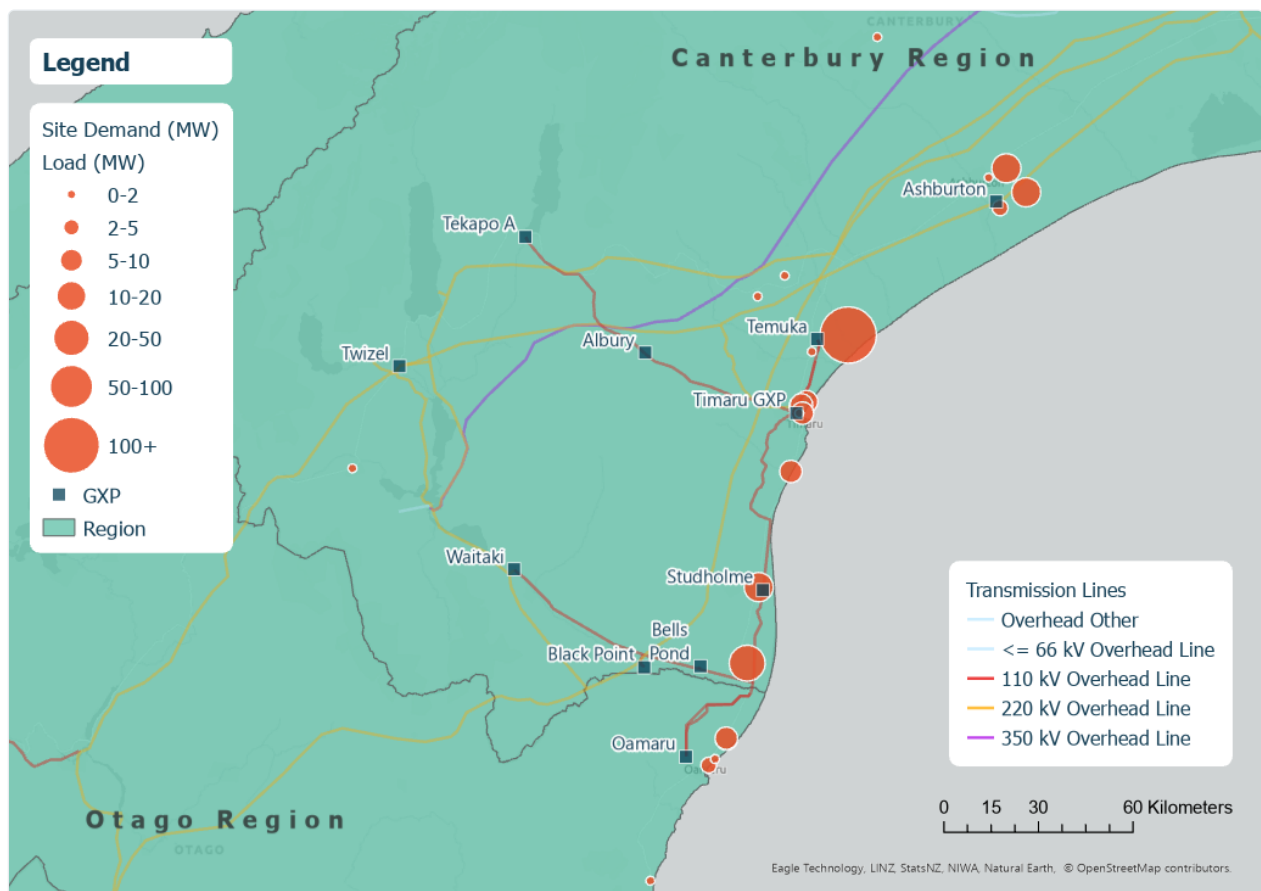 Legend
Site Demand (MW)
Load (MW)
0-2
2-5
5-10
10-20
20-50
50-100
100+
GXP
Region
CANTERBURY
Canterbury Region
Ashburton
Ashburton
Tekapo A
Temuka
Albury
Twizel
Timaru GXP
Timaru
Waitaki
Studholme
Bells
Black Point Pond
Oamaru
Oamaru
Otago Region
OTAGO
Transmission Lines
Overhead Other
<= 66 kV Overhead Line
110 kV Overhead Line
220 kV Overhead Line
350 kV Overhead Line
0 15 30 60 Kilometers
Eagle Technology, LINZ, StatsNZ, NIWA, Natural Earth, © OpenStreetMap contributors.